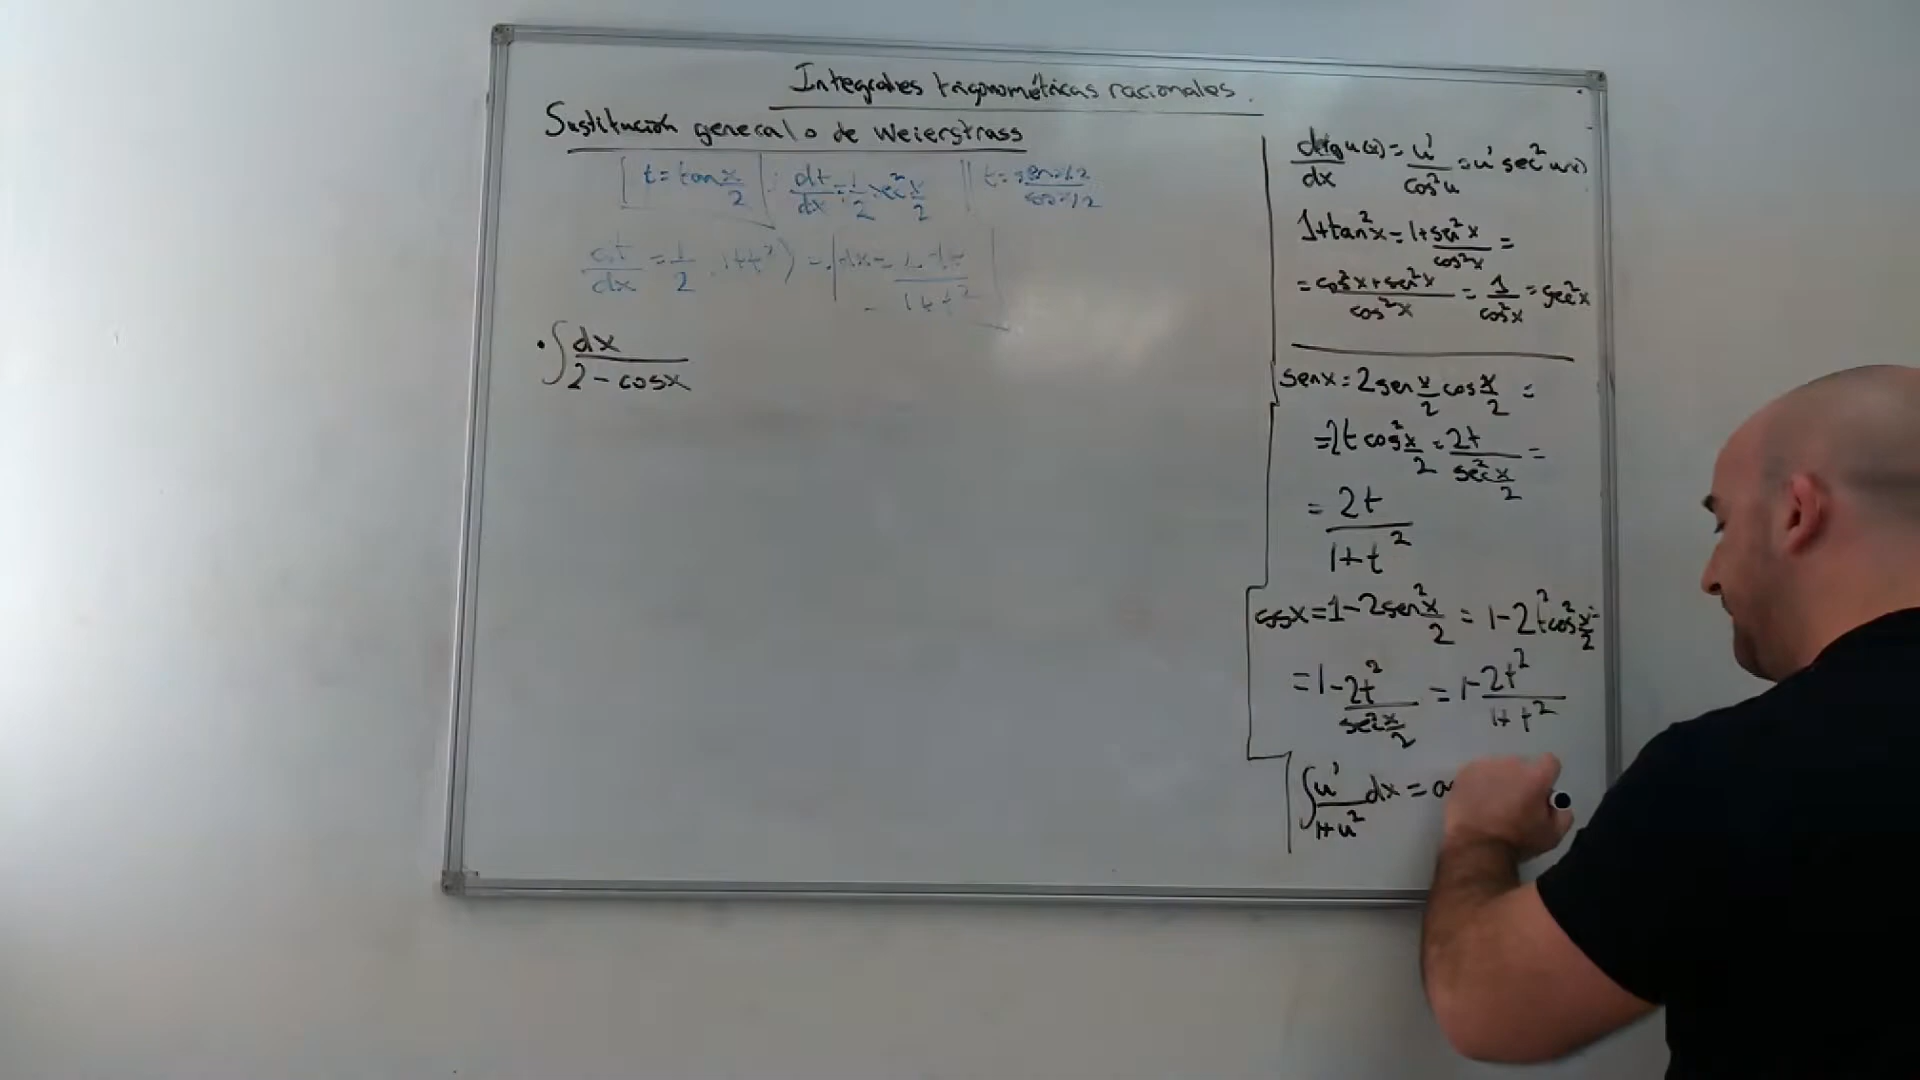 Integrales trigonométricas racionales.
Sustitución general o de Weierstrass
t = tan x/2 | dt/dx = 1/2 sec² x/2 || t = sen x/2 / cos x/2
dt/dx = 1/2 (1+t²) = dx = 2dt/1+t²
• ∫ dx / 2 - cosx
dtg u(x)/dx = u'/cos²u = u' sec² u(x)
1+tan²x = 1+sen²x/cos²x =
= cos²x + sen²x / cos²x = 1/cos²x = sec²x
senx = 2 sen x/2 cos x/2 =
= 2t cos² x/2 = 2t / sec² x/2 =
= 2t / 1+t²
cosx = 1 - 2sen² x/2 = 1 - 2t² cos² x/2
= 1 - 2t² / sec² x/2 = 1 - 2t² / 1+t²
∫ u' / 1+u² dx = a